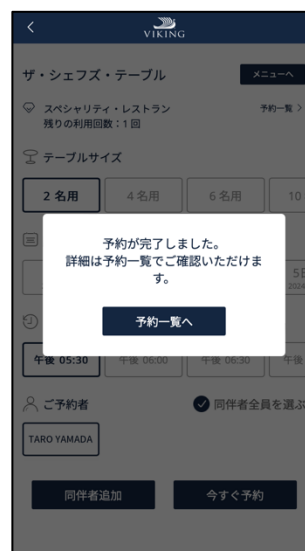 VIKING
ザ・シェフズ・テーブル
メニューへ
スペシャリティ・レストラン
予約一覧 >
残りの利用回数：1 回
テーブルサイズ
2 名用
4 名用
6 名用
10
予約が完了しました。
詳細は予約一覧でご確認いただけま
す。
5日
2024
予約一覧へ
午後 05:30
午後 06:00
午後 06:30
午後
ご予約者
同伴者全員を選ぶ
TARO YAMADA
同伴者追加
今すぐ予約